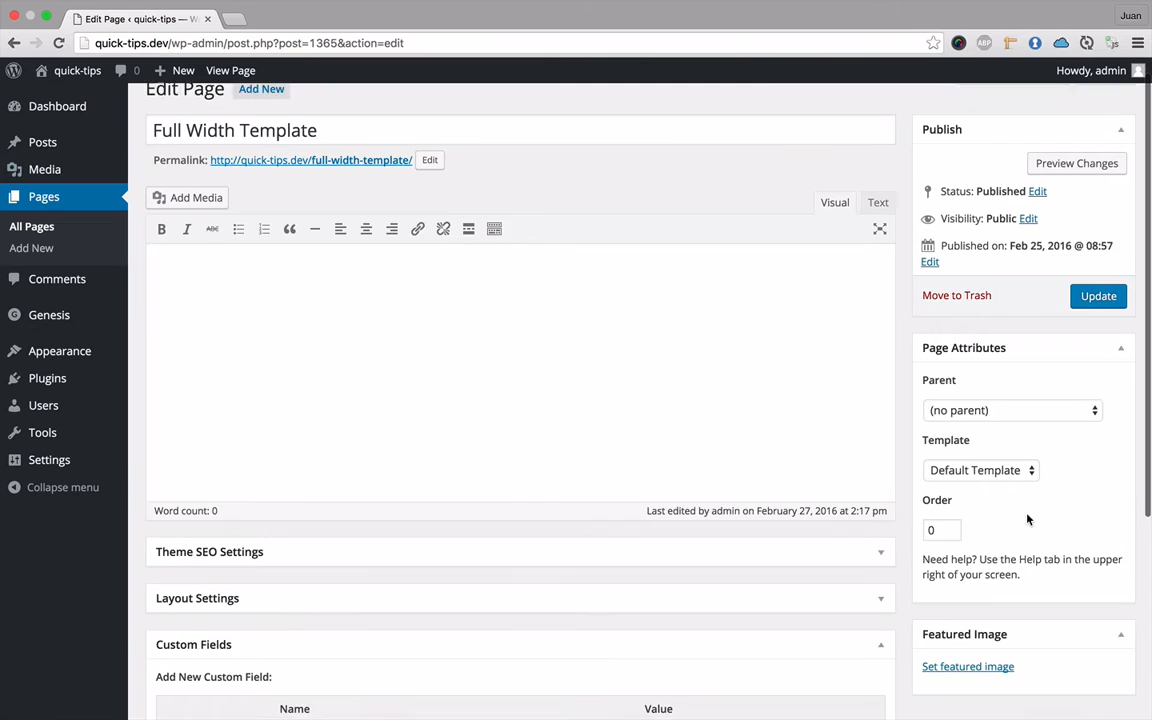 Edit Page ‹ quick-tips — W
Juan
quick-tips.dev/wp-admin/post.php?post=1365&action=edit
ABP
js
quick-tips
0
New
View Page
Howdy, admin
Dashboard
Posts
Media
Pages
All Pages
Add New
Comments
Genesis
Appearance
Plugins
Users
Tools
Settings
Collapse menu
Edit Page
Add New
Full Width Template
Permalink: http://quick-tips.dev/full-width-template/ Edit
Add Media
Visual
Text
B
I
ABC
Word count: 0
Last edited by admin on February 27, 2016 at 2:17 pm
Theme SEO Settings
Layout Settings
Custom Fields
Add New Custom Field:
Name
Value
Publish
Preview Changes
Status: Published Edit
Visibility: Public Edit
Published on: Feb 25, 2016 @ 08:57
Edit
Move to Trash
Update
Page Attributes
Parent
(no parent)
Template
Default Template
Order
0
Need help? Use the Help tab in the upper
right of your screen.
Featured Image
Set featured image